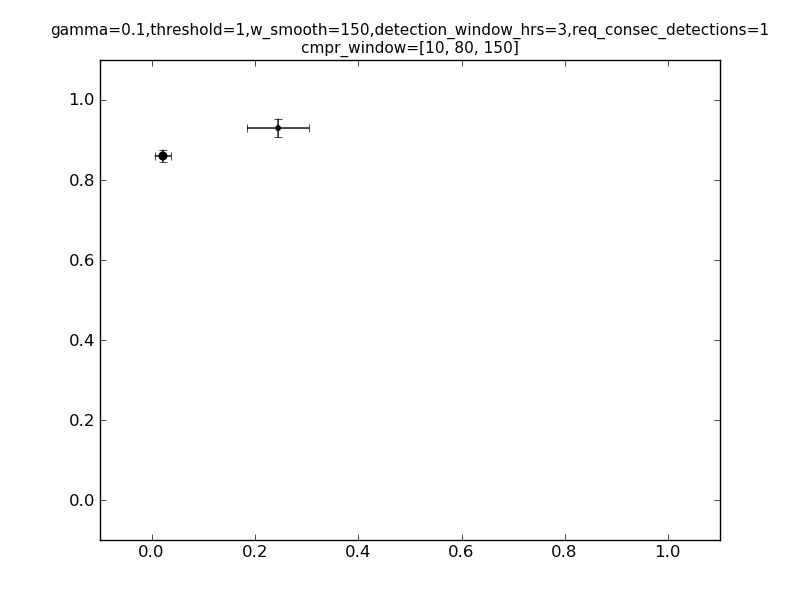 gamma=0.1,threshold=1,w_smooth=150,detection_window_hrs=3,req_consec_detections=1
cmpr_window=[10, 80, 150]
1.0
0.8
0.6
0.4
0.2
0.0
0.0 0.2 0.4 0.6 0.8 1.0